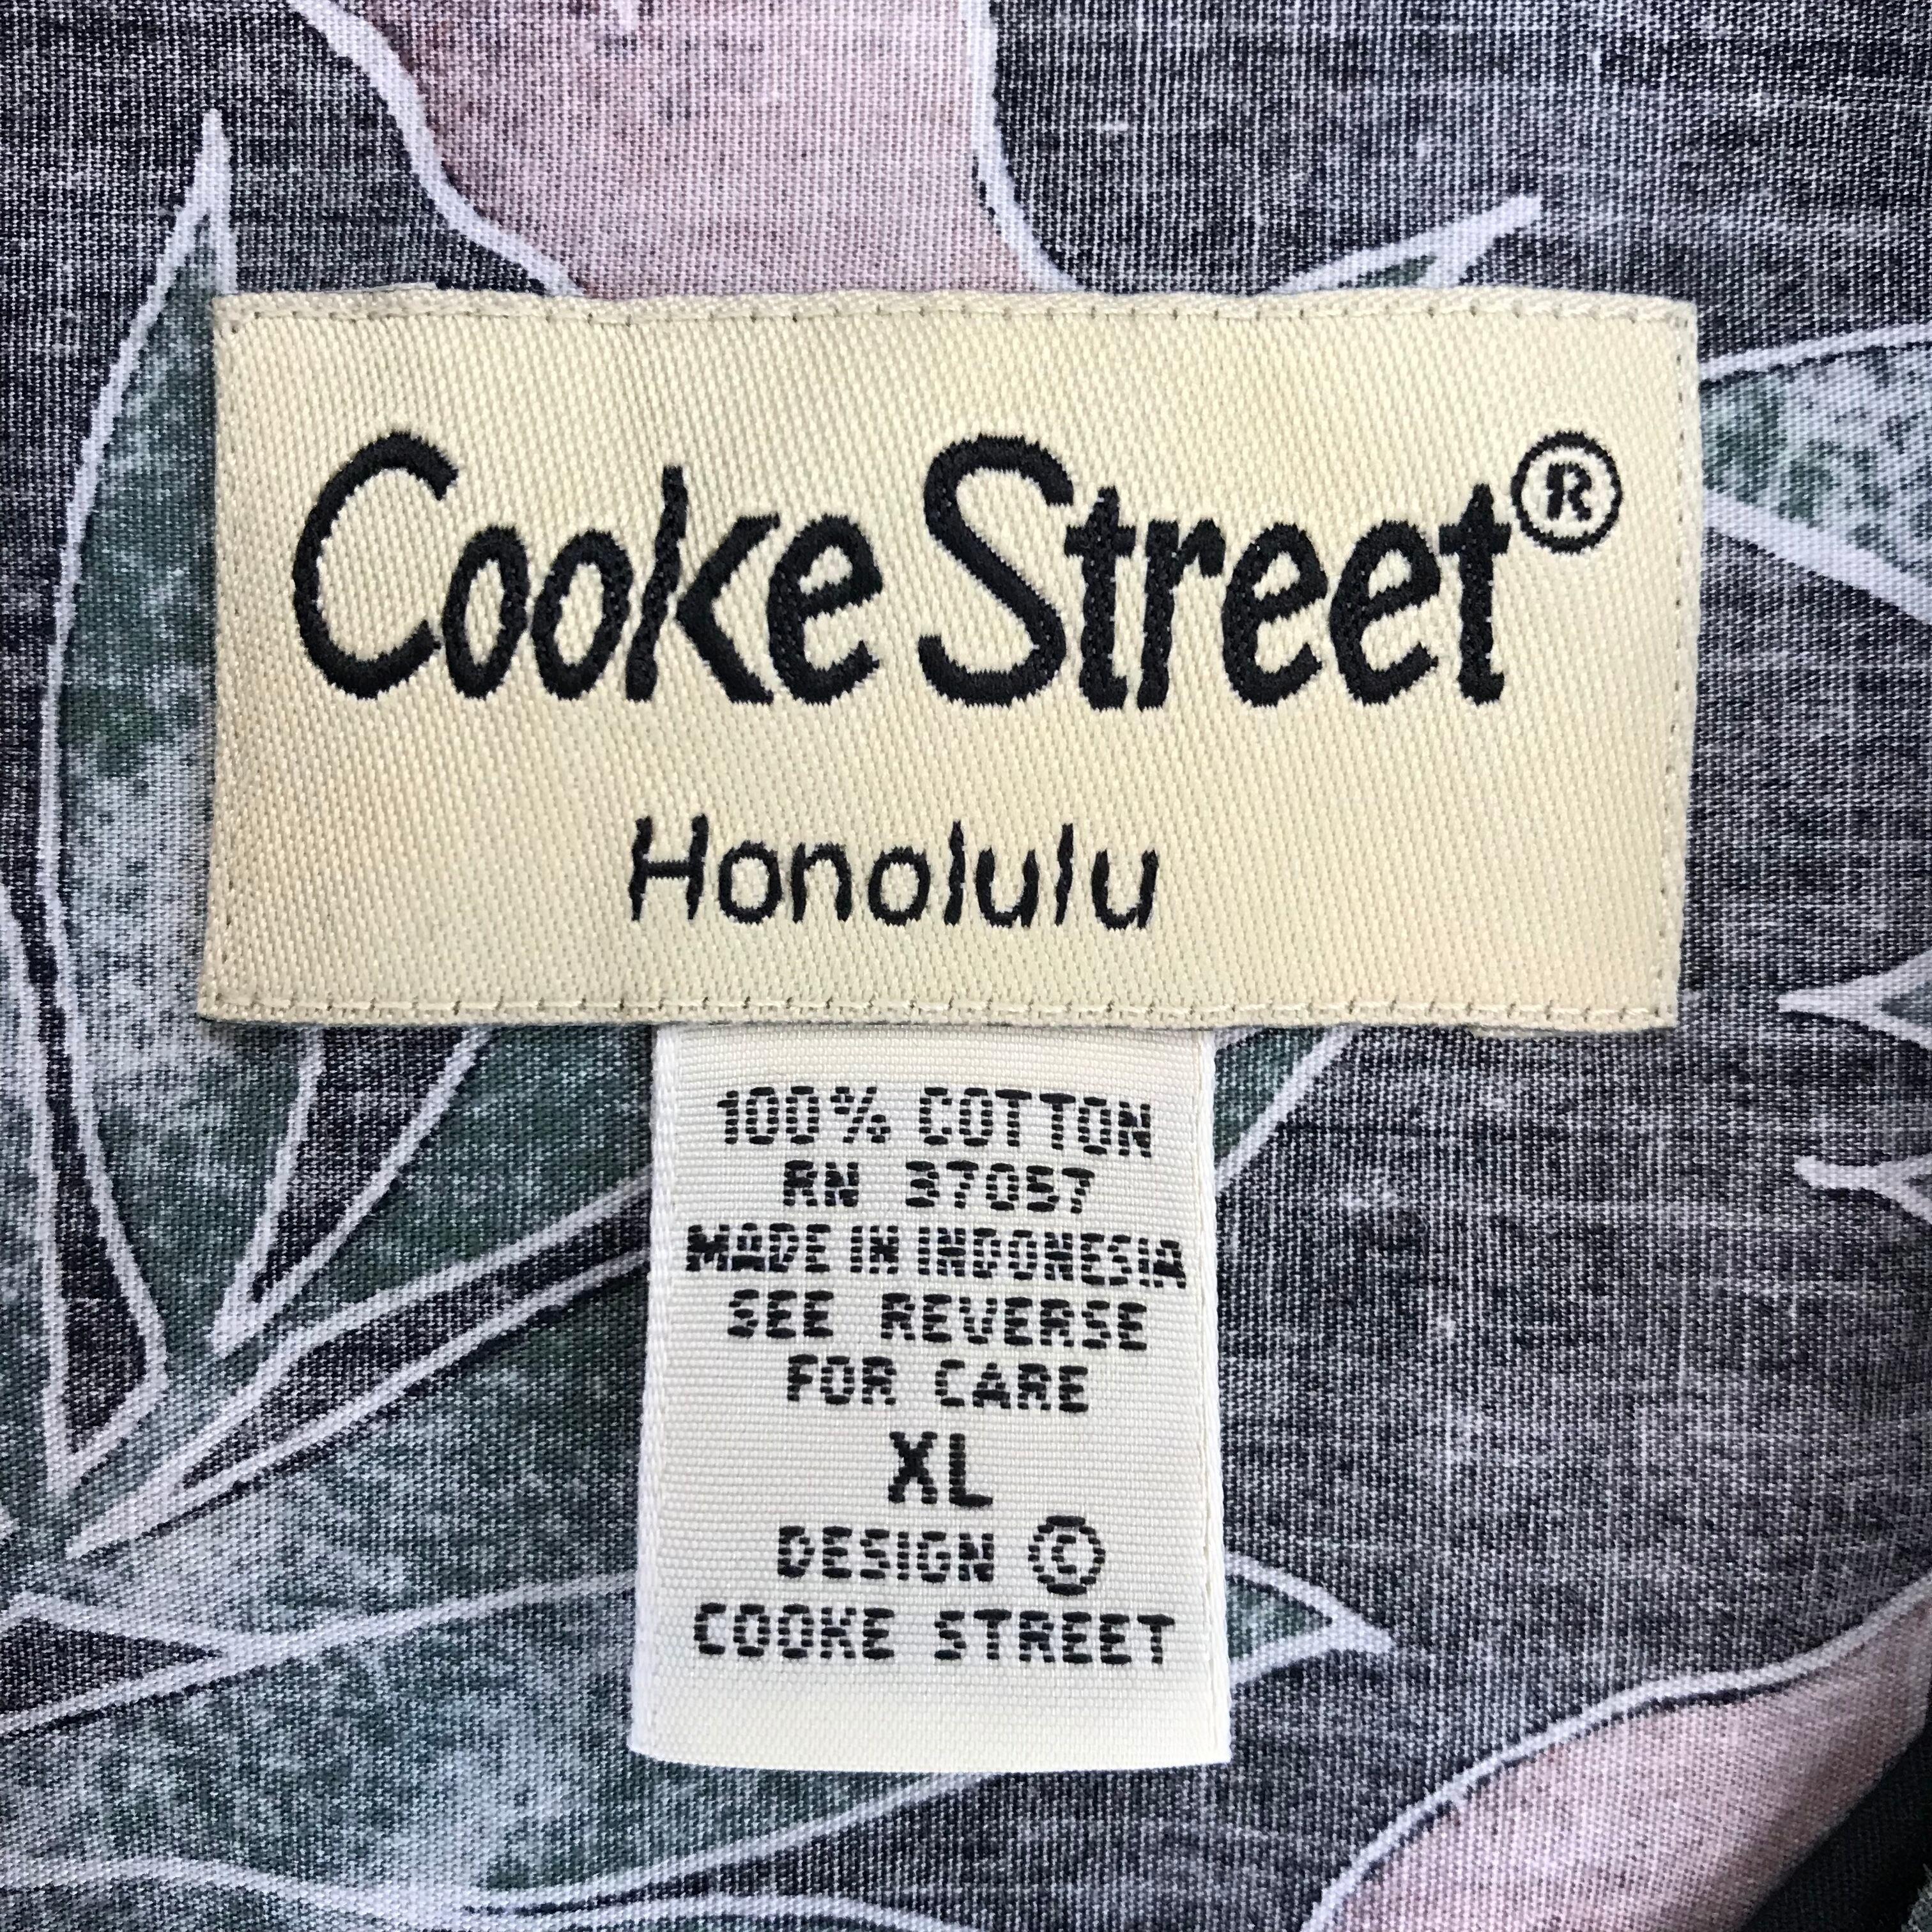 Cooke Street®
Honolulu
100% COTTON
RN 37057
MADE IN INDONESIA
SEE REVERSE
FOR CARE
XL
DESIGN ©
COOKE STREET